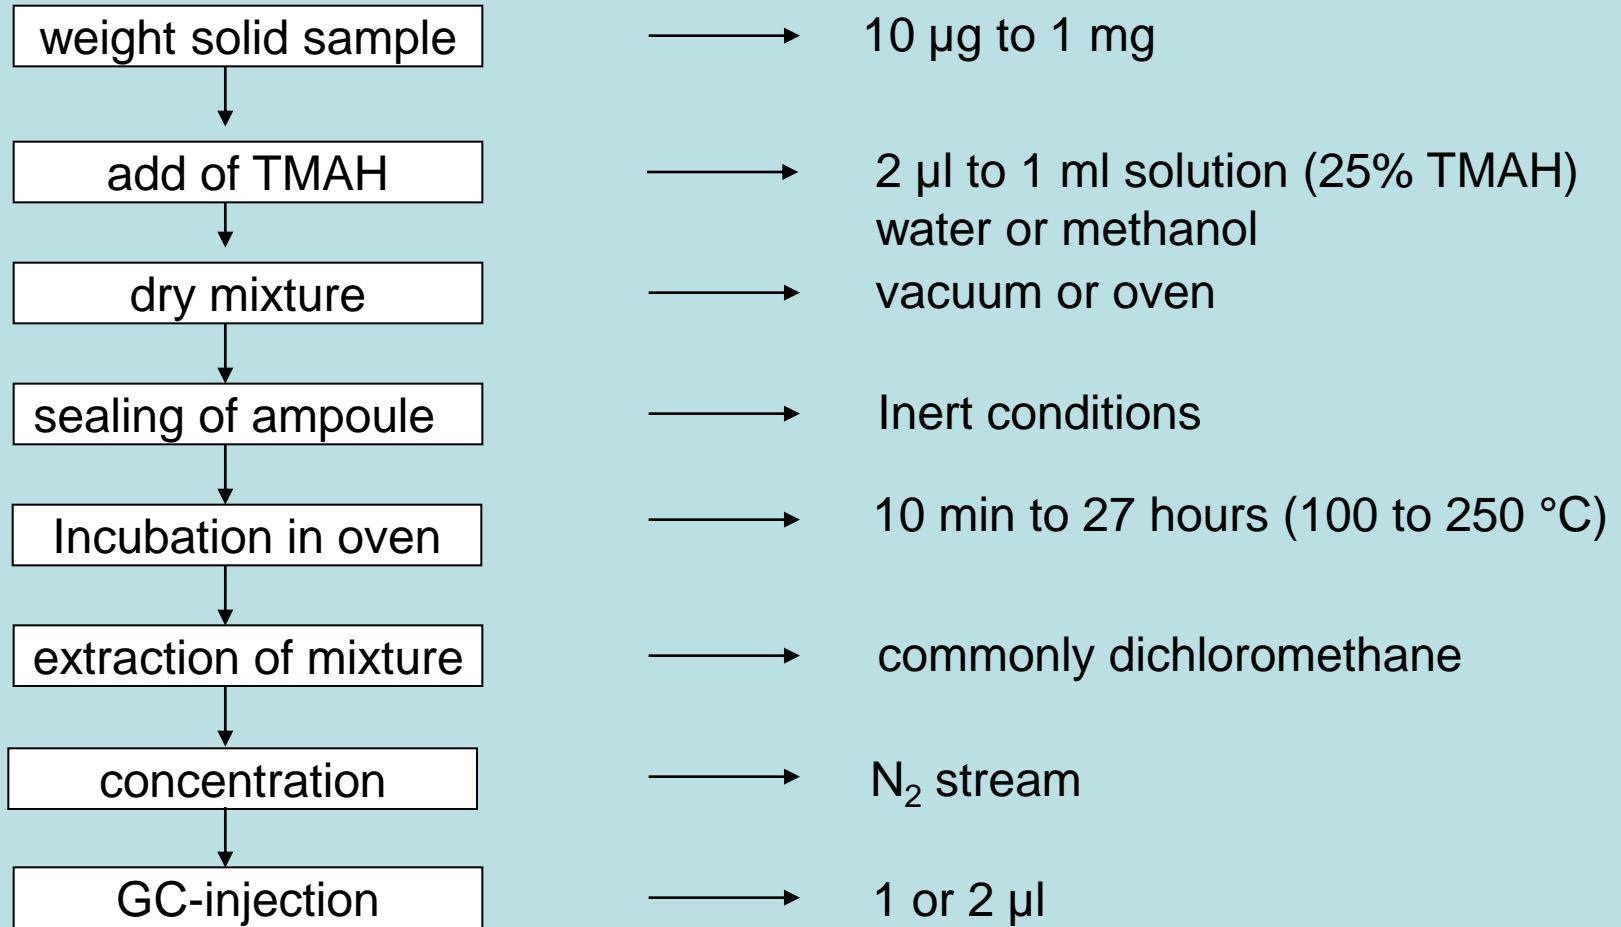 weight solid sample
10 µg to 1 mg
add of TMAH
2 µl to 1 ml solution (25% TMAH)
water or methanol
dry mixture
vacuum or oven
sealing of ampoule
Inert conditions
Incubation in oven
10 min to 27 hours (100 to 250 °C)
extraction of mixture
commonly dichloromethane
concentration
N₂ stream
GC-injection
1 or 2 µl